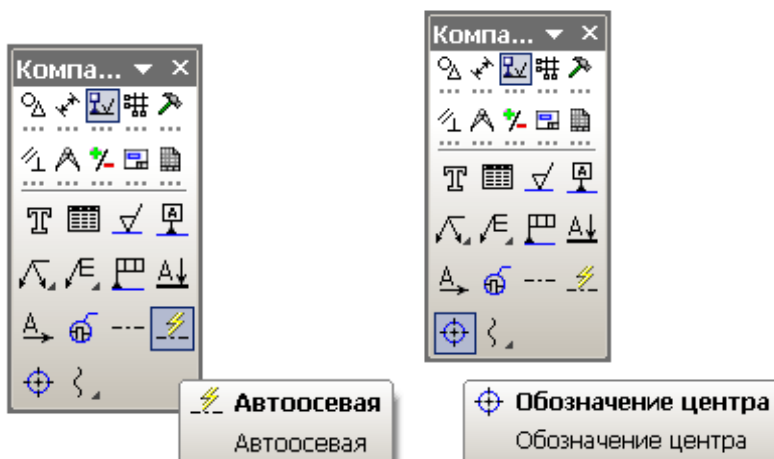 Компа...
Компа...
Автоосевая
Автоосевая
Обозначение центра
Обозначение центра